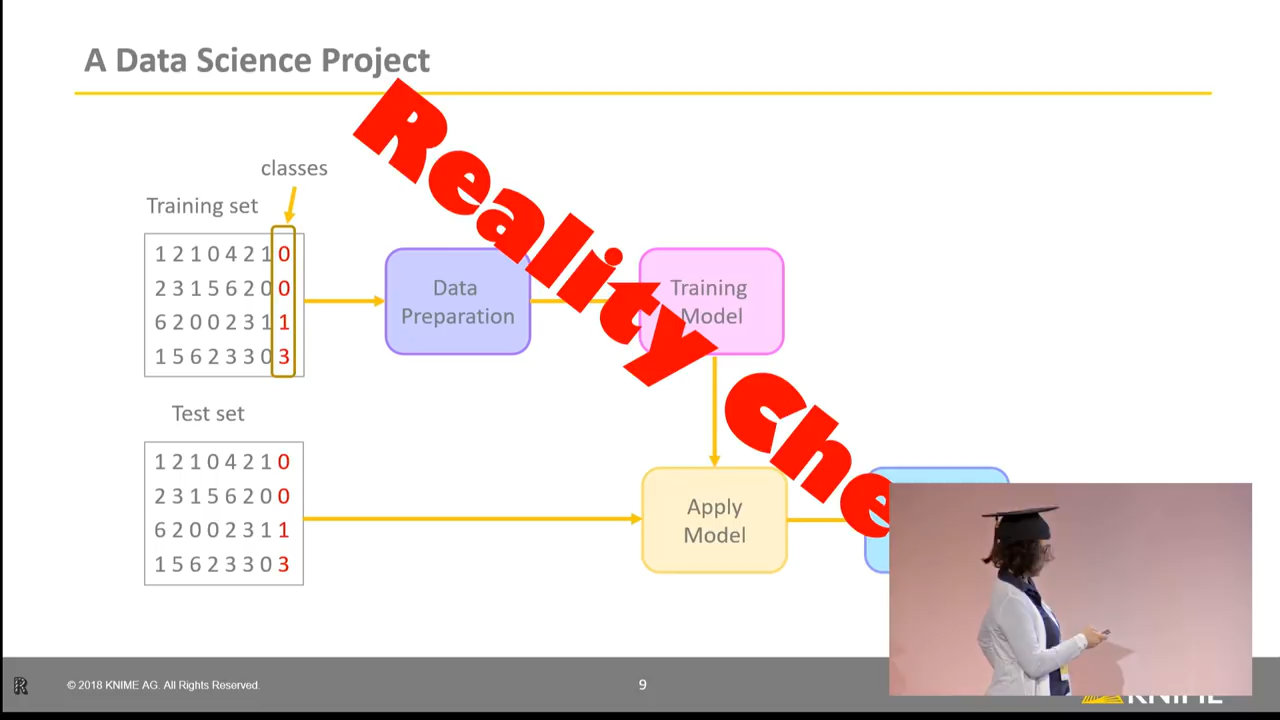 A Data Science Project
Reality Che
classes
Training set
1 2 1 0 4 2 1 0
2 3 1 5 6 2 0 0
6 2 0 0 2 3 1 1
1 5 6 2 3 3 0 3
Data
Preparation
Training
Model
Test set
1 2 1 0 4 2 1 0
2 3 1 5 6 2 0 0
6 2 0 0 2 3 1 1
1 5 6 2 3 3 0 3
Apply
Model
R
© 2018 KNIME AG. All Rights Reserved.
9
KNIME